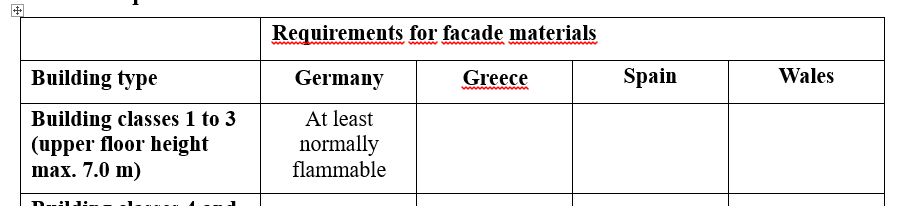 Requirements for facade materials
Building type Germany Greece Spain Wales
Building classes 1 to 3 At least
(upper floor height normally
max. 7.0 m) flammable